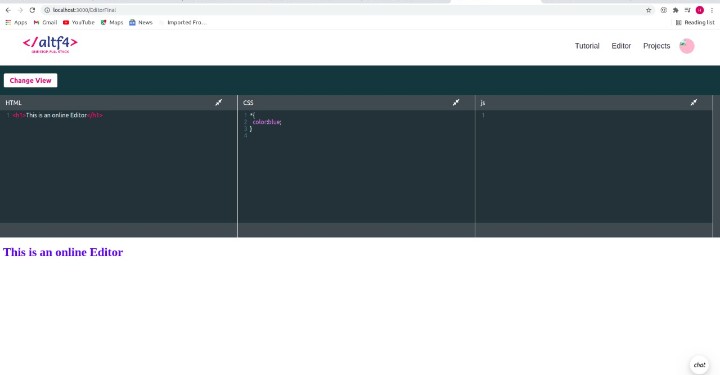 localhost:3000/EditorFinal
Apps Gmail YouTube Maps News Imported Fro... Reading list
</altf4>
Tutorial Editor Projects
Change View
HTML
1 <h1>This is an online Editor</h1>
CSS
1 *{
2 color:blue;
3 }
4
js
1
This is an online Editor
chat